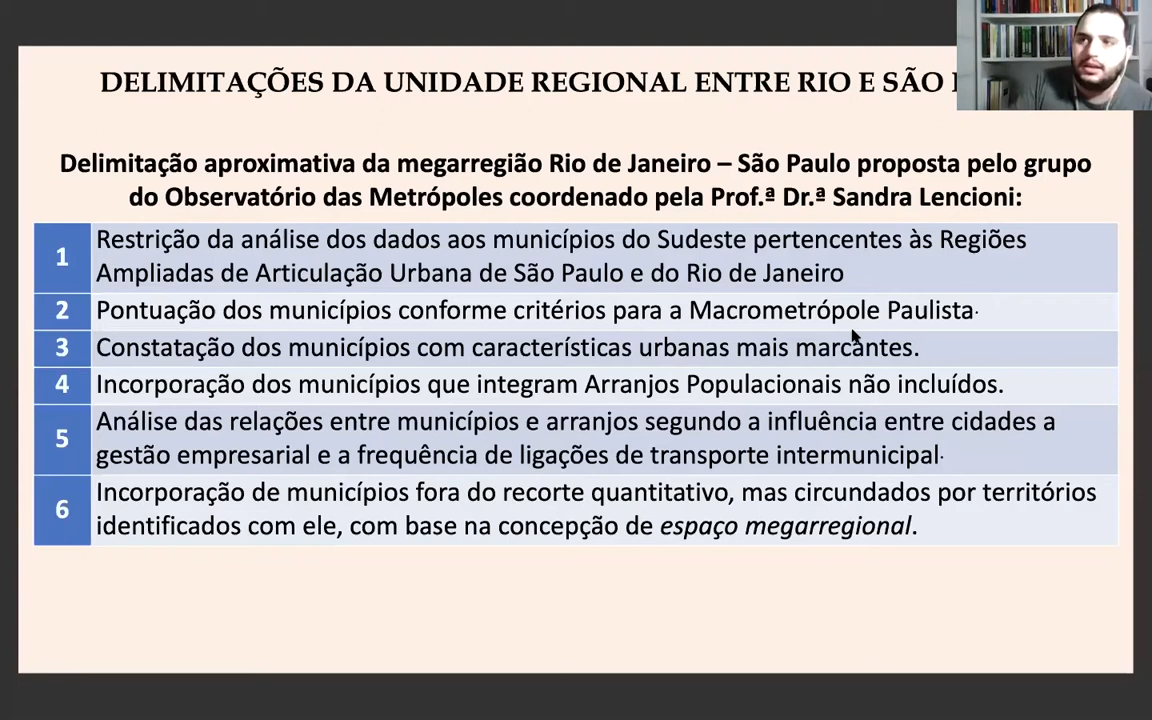 DELIMITAÇÕES DA UNIDADE REGIONAL ENTRE RIO E SÃO
Delimitação aproximativa da megarregião Rio de Janeiro – São Paulo proposta pelo grupo
do Observatório das Metrópoles coordenado pela Prof.ª Dr.ª Sandra Lencioni:
1 Restrição da análise dos dados aos municípios do Sudeste pertencentes às Regiões
Ampliadas de Articulação Urbana de São Paulo e do Rio de Janeiro
2 Pontuação dos municípios conforme critérios para a Macrometrópole Paulista.
3 Constatação dos municípios com características urbanas mais marcantes.
4 Incorporação dos municípios que integram Arranjos Populacionais não incluídos.
5 Análise das relações entre municípios e arranjos segundo a influência entre cidades a
gestão empresarial e a frequência de ligações de transporte intermunicipal.
6 Incorporação de municípios fora do recorte quantitativo, mas circundados por territórios
identificados com ele, com base na concepção de espaço megarregional.